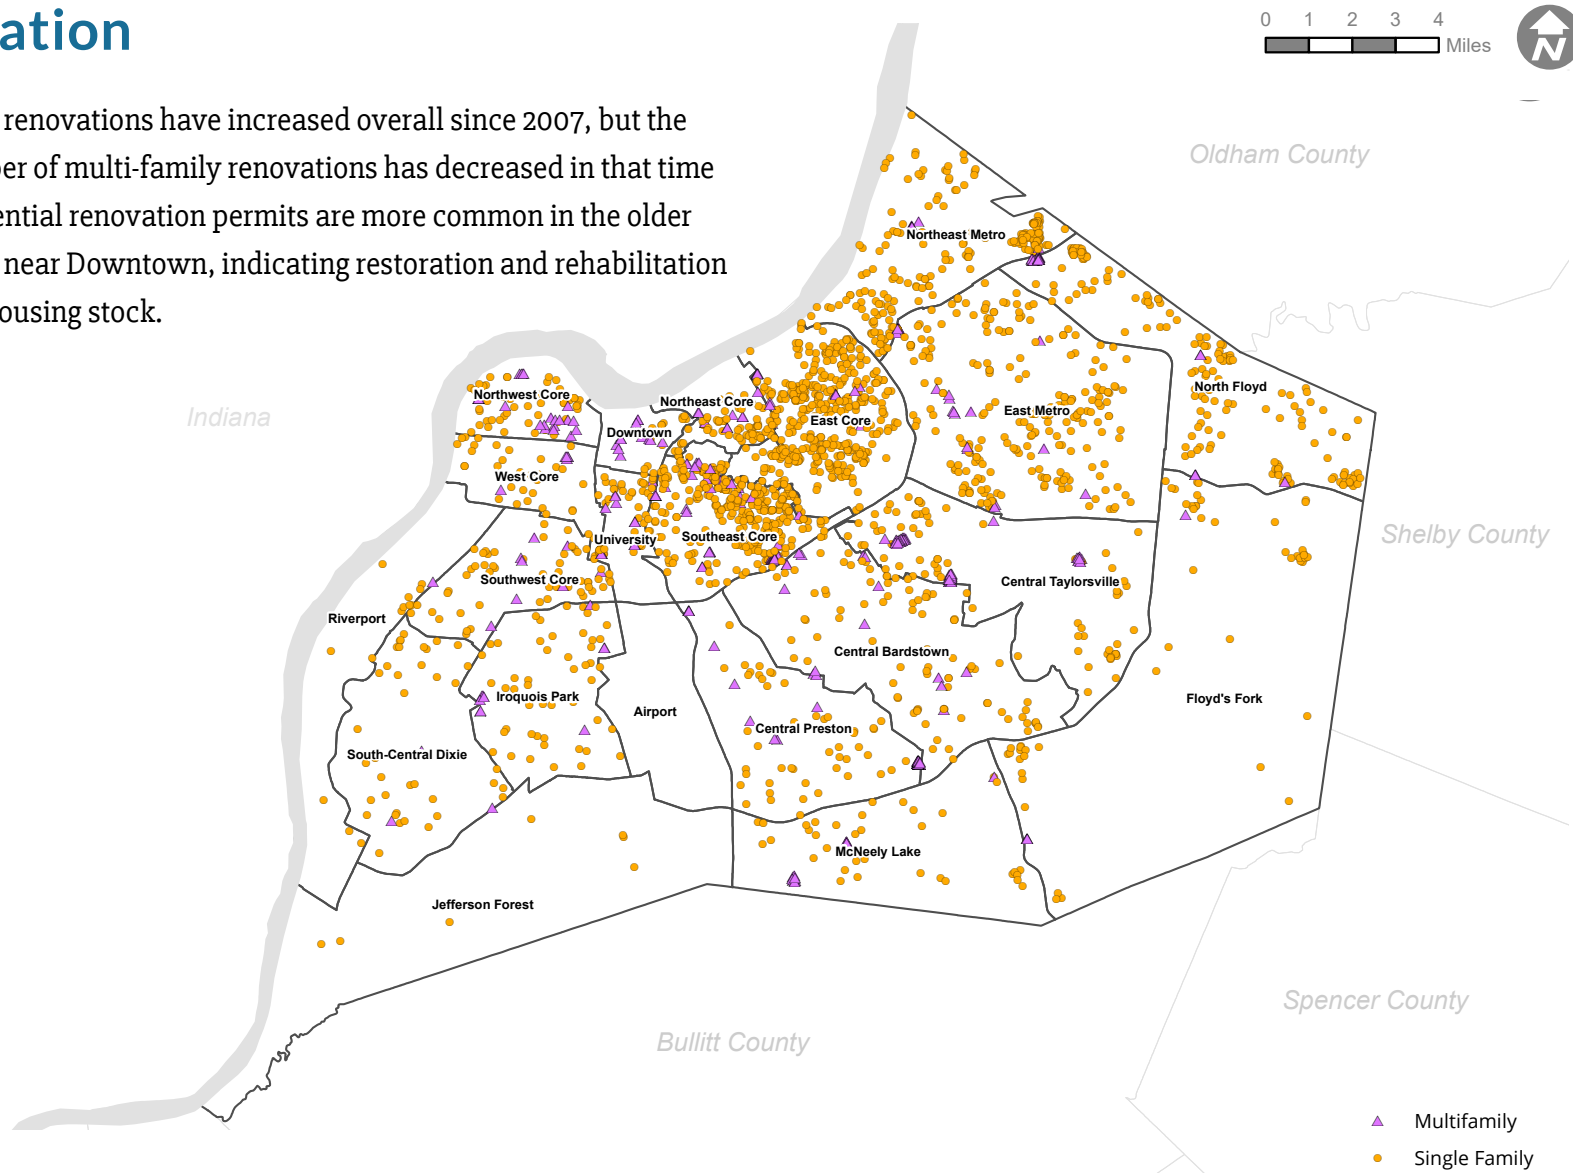 ation
renovations have increased overall since 2007, but the
er of multi-family renovations has decreased in that time
ential renovation permits are more common in the older
near Downtown, indicating restoration and rehabilitation
ousing stock.
0 1 2 3 4
Miles
N
Oldham County
Northeast Metro
Indiana
North Floyd
Northwest Core
Northeast Core
East Metro
East Core
Downtown
West Core
Shelby County
University
Southeast Core
Southwest Core
Central Taylorsville
Riverport
Central Bardstown
Iroquois Park
Floyd's Fork
Airport
Central Preston
South-Central Dixie
McNeely Lake
Jefferson Forest
Spencer County
Bullitt County
Multifamily
Single Family